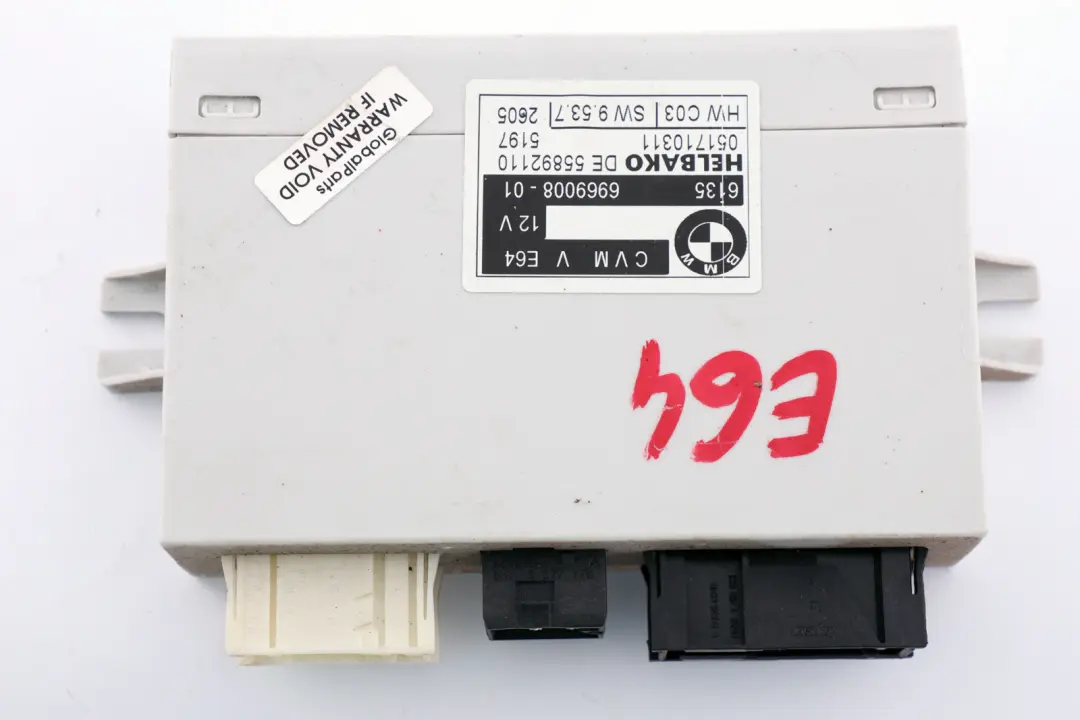 BMW
CVM V E64
12 V
6135 6969008 - 01
HELBAKO DE 55892110
051710311 5197
HW C03 SW 9.53.7 2605
GlobalParts
WARRANTY VOID
IF REMOVED
E64